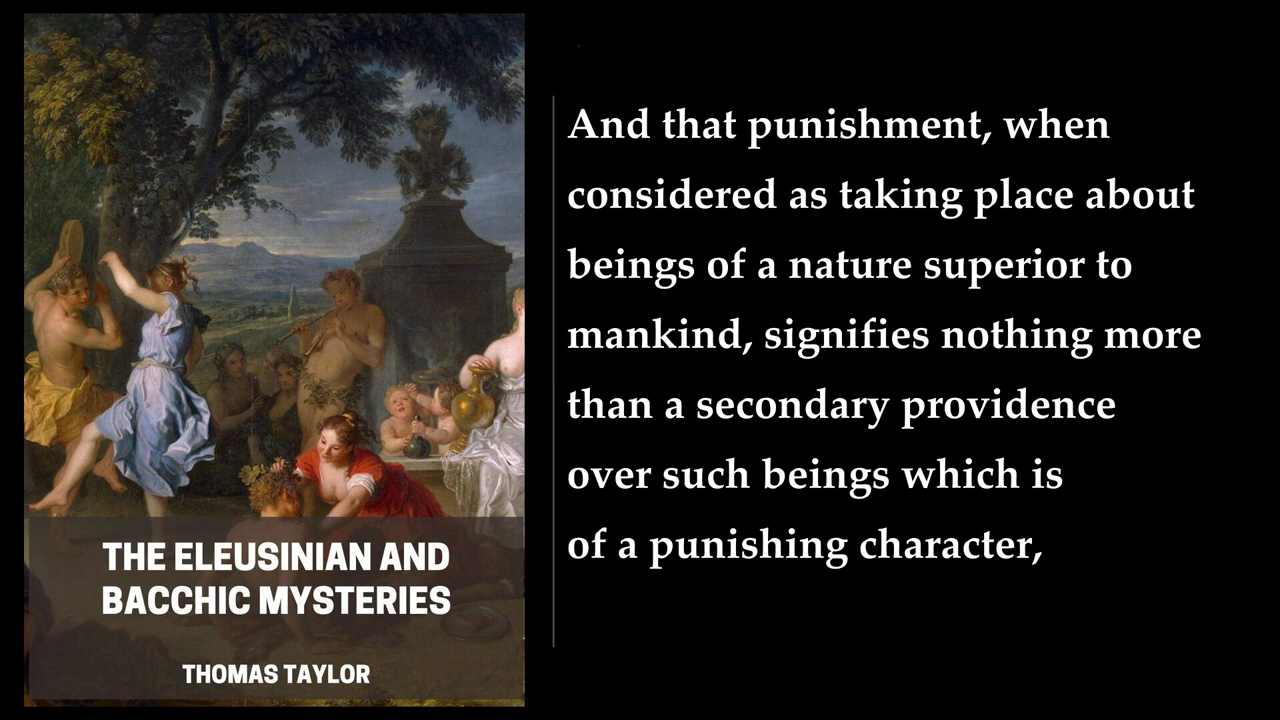 THE ELEUSINIAN AND
BACCHIC MYSTERIES
THOMAS TAYLOR
And that punishment, when
considered as taking place about
beings of a nature superior to
mankind, signifies nothing more
than a secondary providence
over such beings which is
of a punishing character,